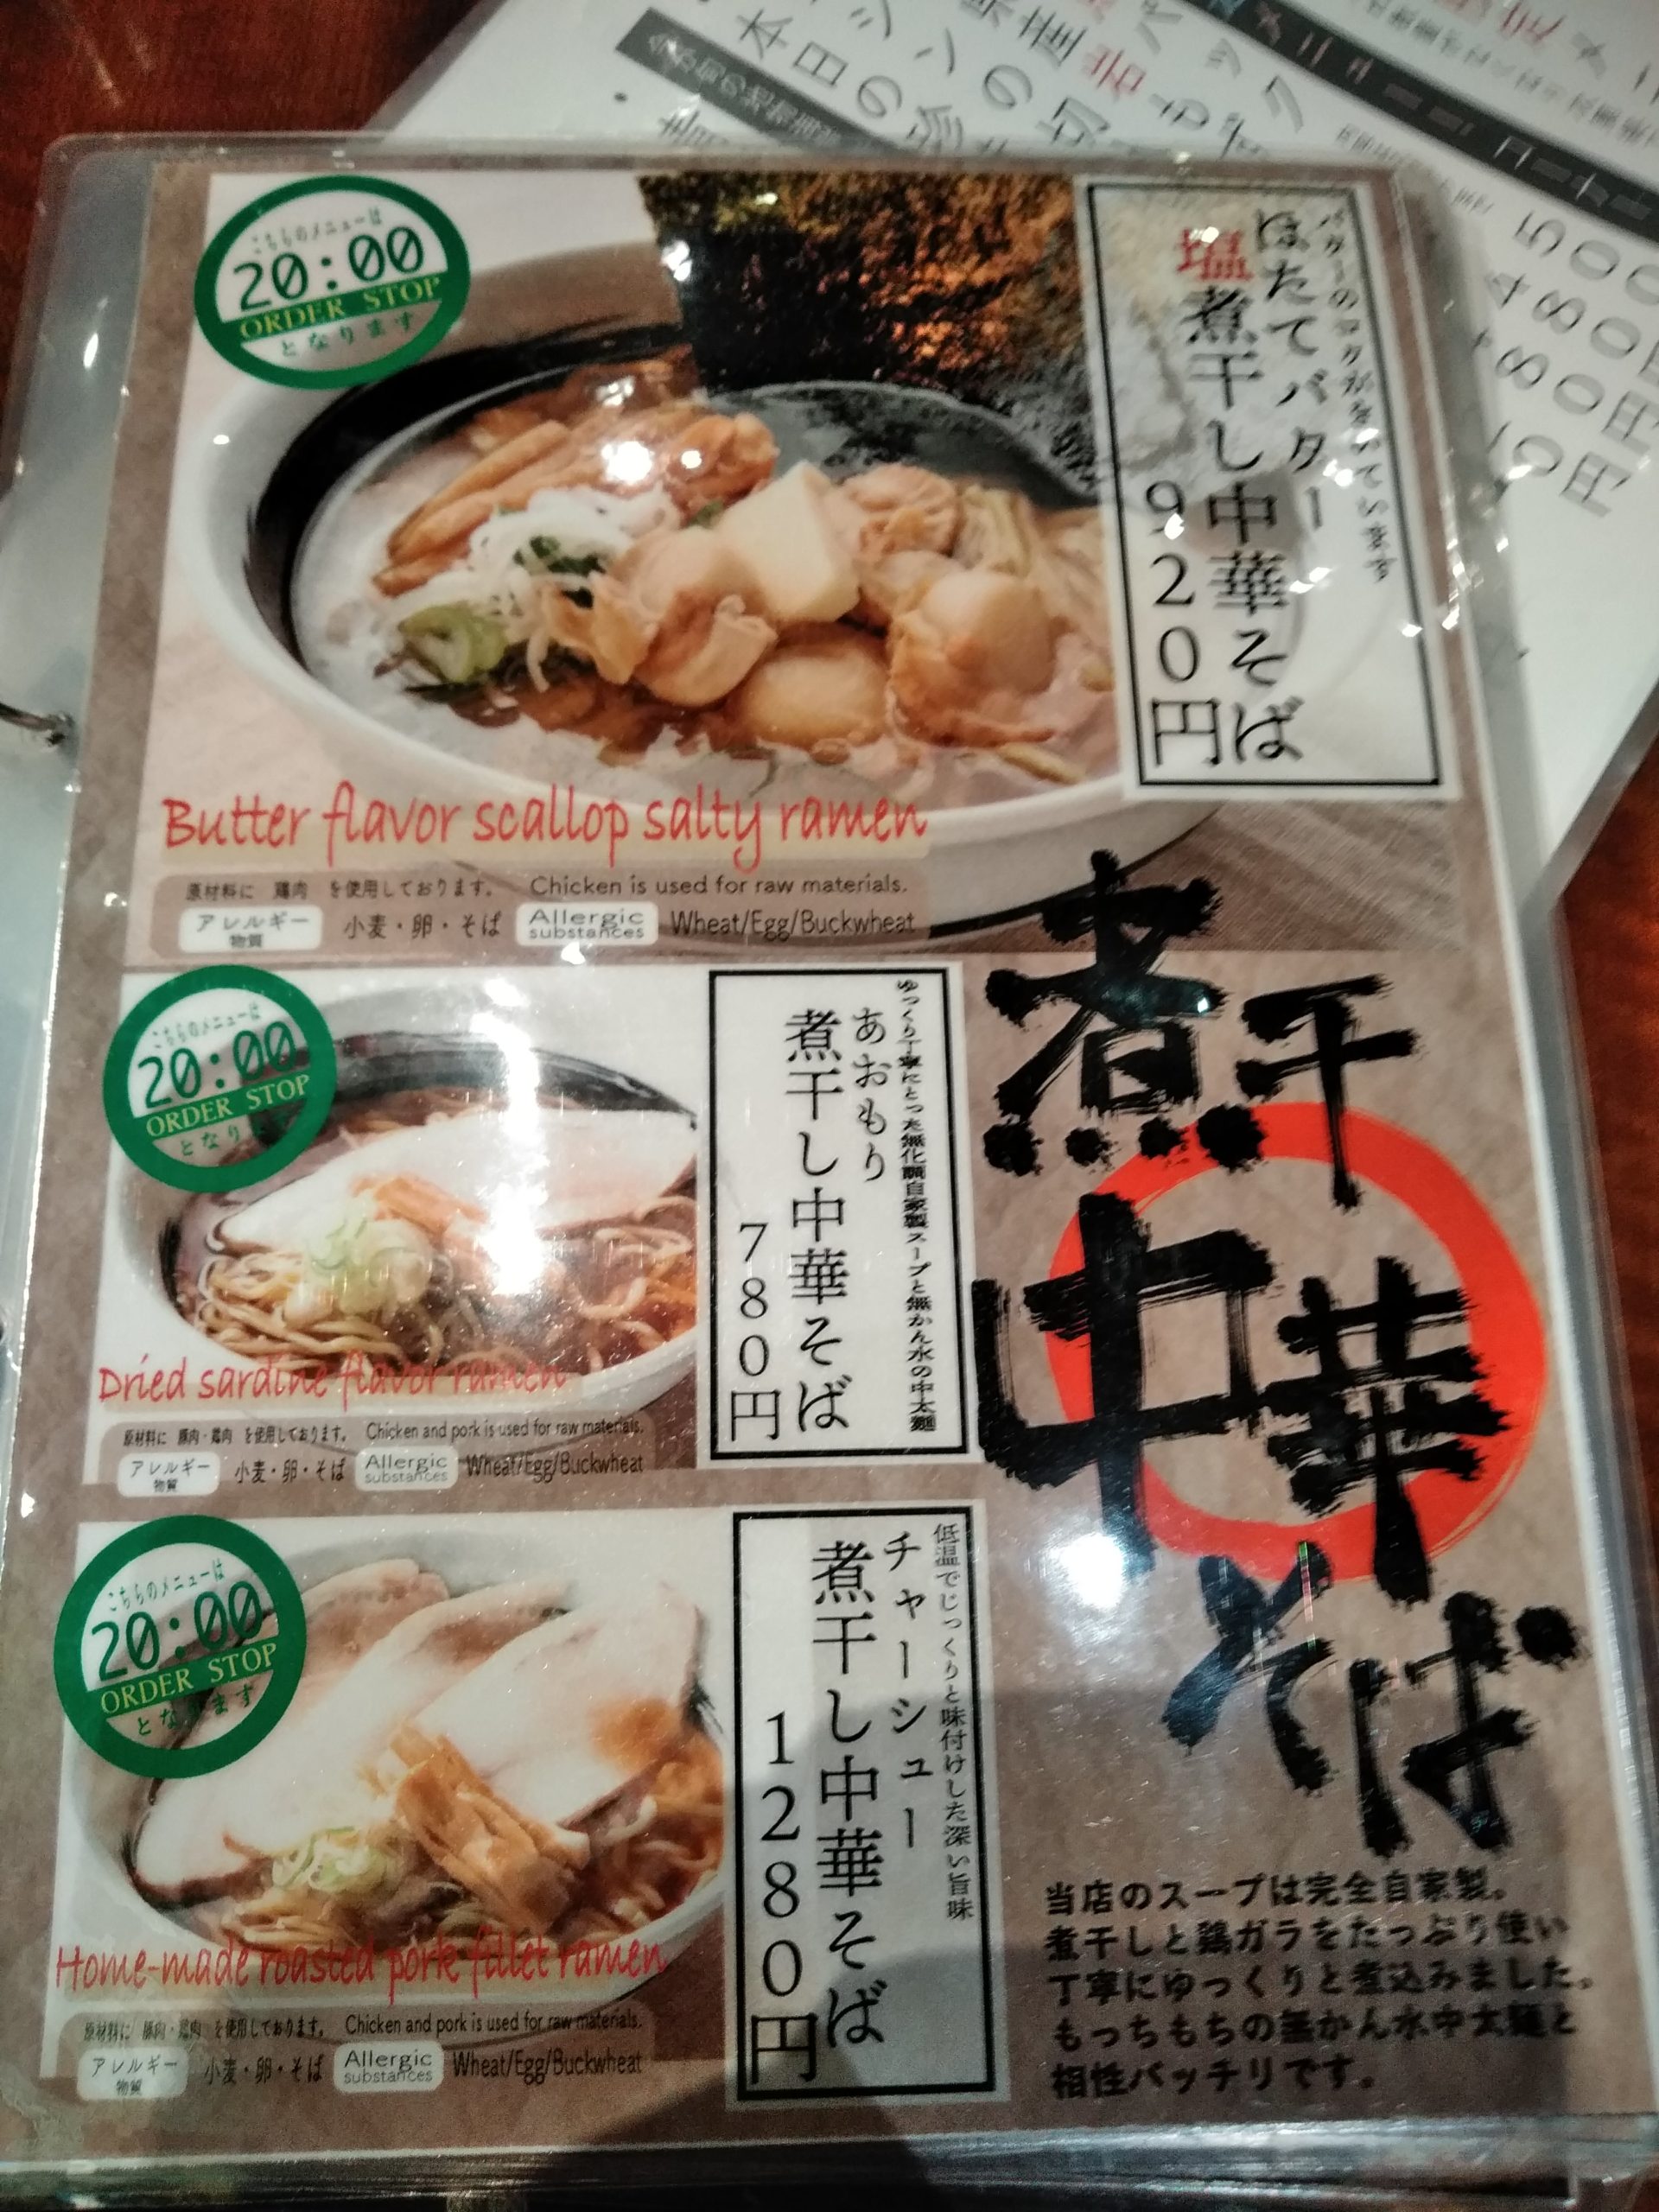 こちらのメニューは
20:00
ORDER STOP
となります
バターのコクがきいています
ほたてバター
塩煮干し中華そば
920円
Butter flavor scallop salty ramen
原材料に 鶏肉 を使用しております。 Chicken is used for raw materials.
アレルギー物質 小麦・卵・そば Allergic substances Wheat/Egg/Buckwheat
煮干
中華
そば
こちらのメニューは
20:00
ORDER STOP
となります
ゆっくり丁寧にとった無化調自家製スープと無かん水の中太麺
あおもり
煮干し中華そば
780円
Dried sardine flavor ramen
原材料に 豚肉・鶏肉 を使用しております。 Chicken and pork is used for raw materials.
アレルギー物質 小麦・卵・そば Allergic substances Wheat/Egg/Buckwheat
こちらのメニューは
20:00
ORDER STOP
となります
低温でじっくりと味付けした深い旨味
チャーシュー
煮干し中華そば
1280円
Home-made roasted pork fillet ramen
原材料に 豚肉・鶏肉 を使用しております。 Chicken and pork is used for raw materials.
アレルギー物質 小麦・卵・そば Allergic substances Wheat/Egg/Buckwheat
当店のスープは完全自家製。
煮干しと鶏ガラをたっぷり使い
丁寧にゆっくりと煮込みました。
もっちもちの無かん水中太麺と
相性バッチリです。
本日の